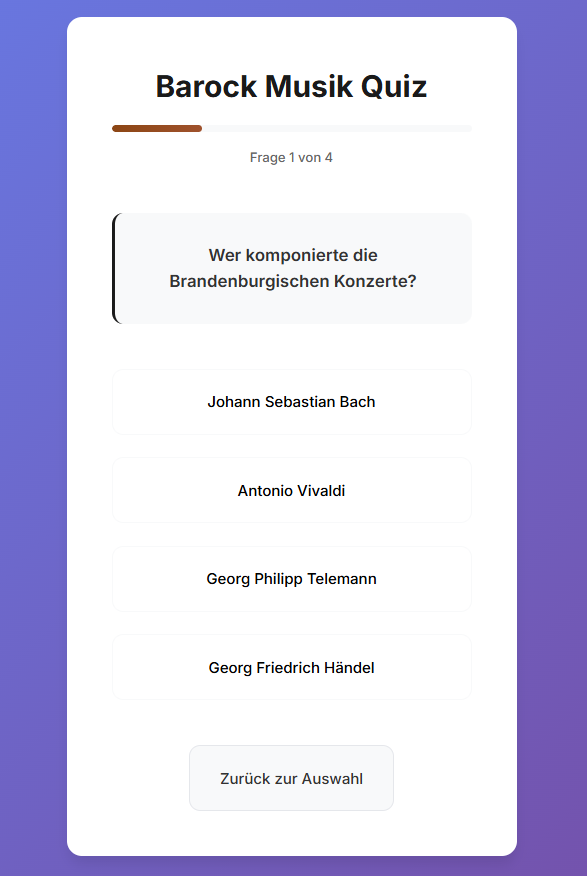 Barock Musik Quiz
Frage 1 von 4
Wer komponierte die
Brandenburgischen Konzerte?
Johann Sebastian Bach
Antonio Vivaldi
Georg Philipp Telemann
Georg Friedrich Händel
Zurück zur Auswahl